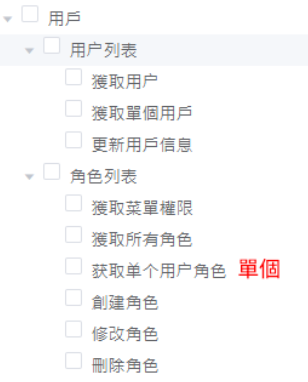 用戶
用户列表
獲取用户
獲取單個用戶
更新用戶信息
角色列表
獲取菜單權限
獲取所有角色
获取单个用户角色 單個
創建角色
修改角色
刪除角色